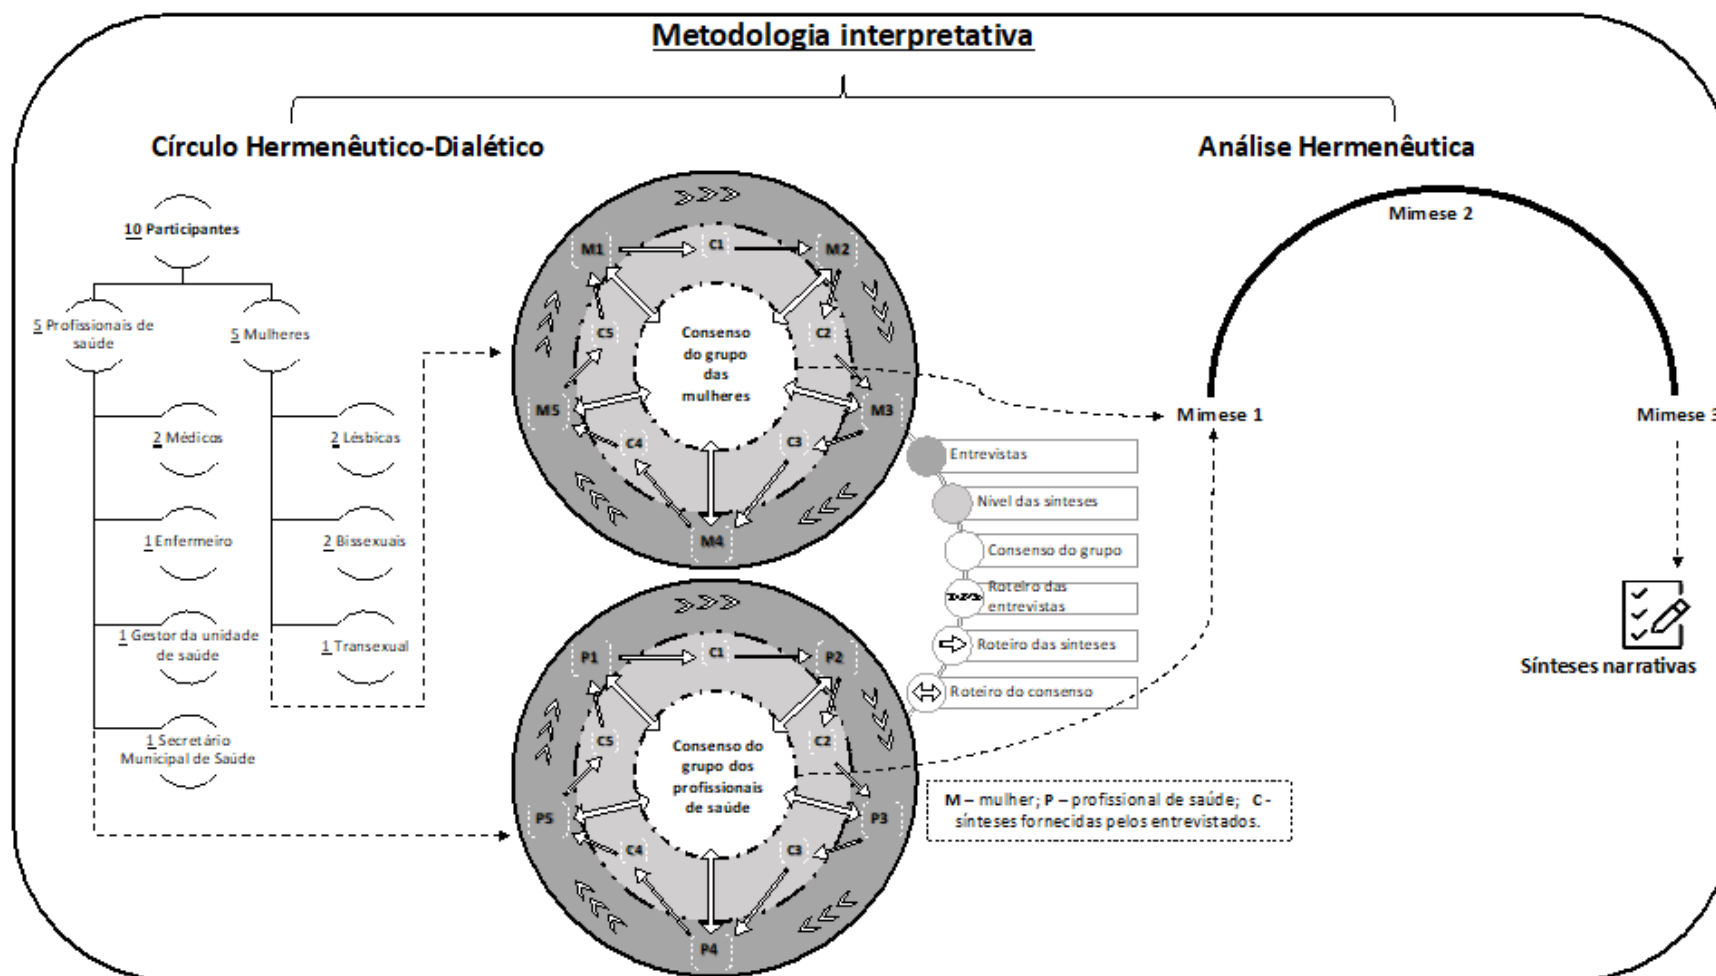 Metodologia interpretativa
Círculo Hermenêutico-Dialético
Análise Hermenêutica
10 Participantes
5 Profissionais de
saúde
5 Mulheres
2 Médicos
2 Lésbicas
1 Enfermeiro
2 Bissexuais
1 Gestor da unidade
de saúde
1 Transexual
1 Secretário
Municipal de Saúde
M1
C1
M2
C5
C2
Consenso
do grupo
das
mulheres
M5
M3
C4
C3
M4
P1
C1
P2
C5
C2
Consenso do
grupo dos
profissionais
de saúde
P5
P3
C4
C3
P4
Entrevistas
Nível das sínteses
Consenso do grupo
Roteiro das
entrevistas
Roteiro das sínteses
Roteiro do consenso
M – mulher; P – profissional de saúde; C -
sínteses fornecidas pelos entrevistados.
Mimese 2
Mimese 1
Mimese 3
Sínteses narrativas